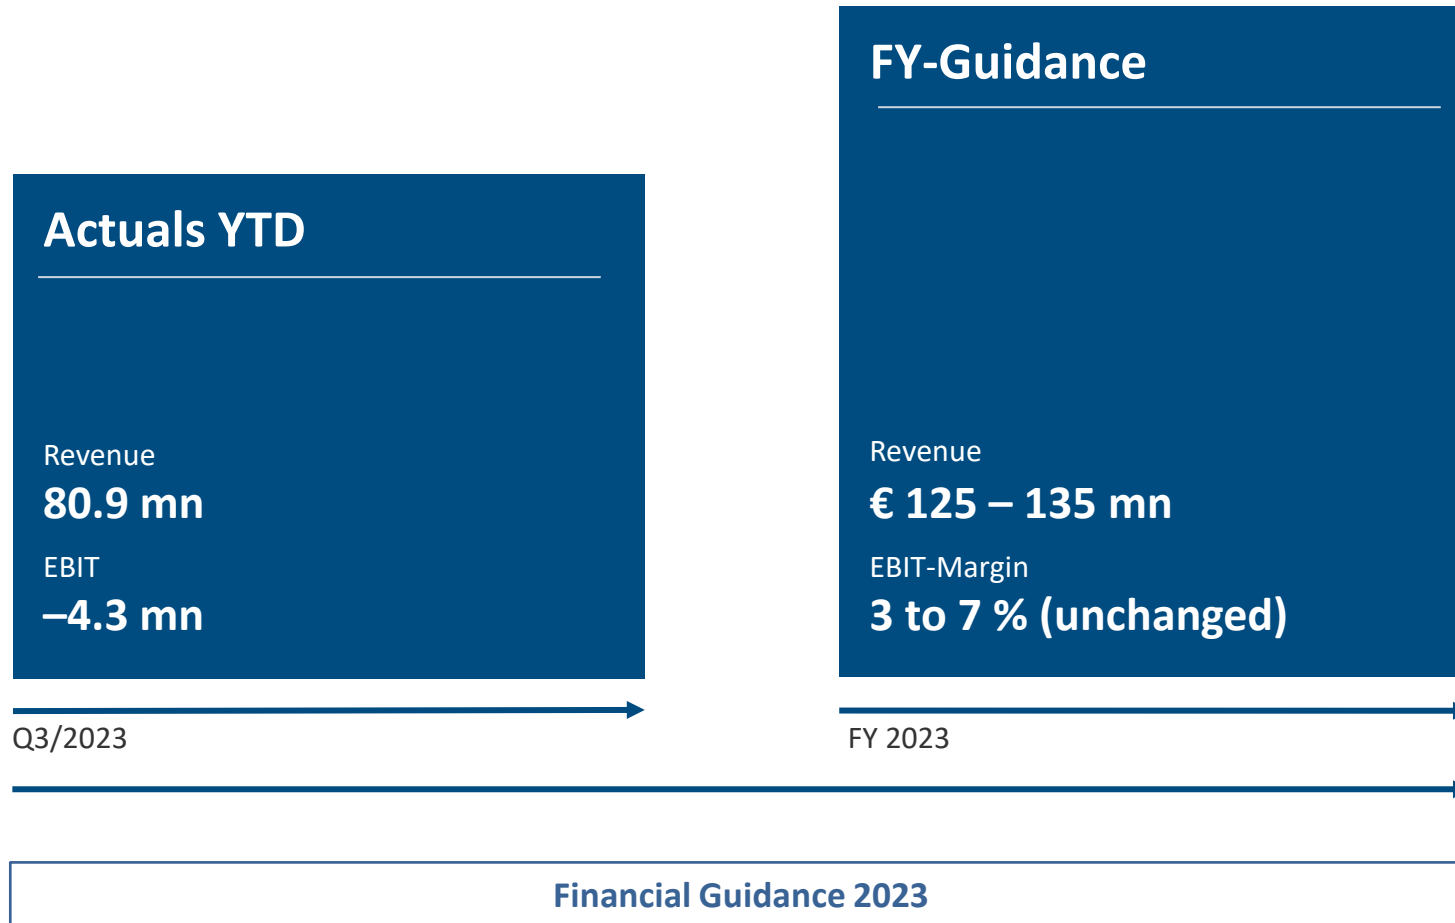 Actuals YTD
Revenue
80.9 mn
EBIT
–4.3 mn
Q3/2023
FY-Guidance
Revenue
€ 125 – 135 mn
EBIT-Margin
3 to 7 % (unchanged)
FY 2023
Financial Guidance 2023